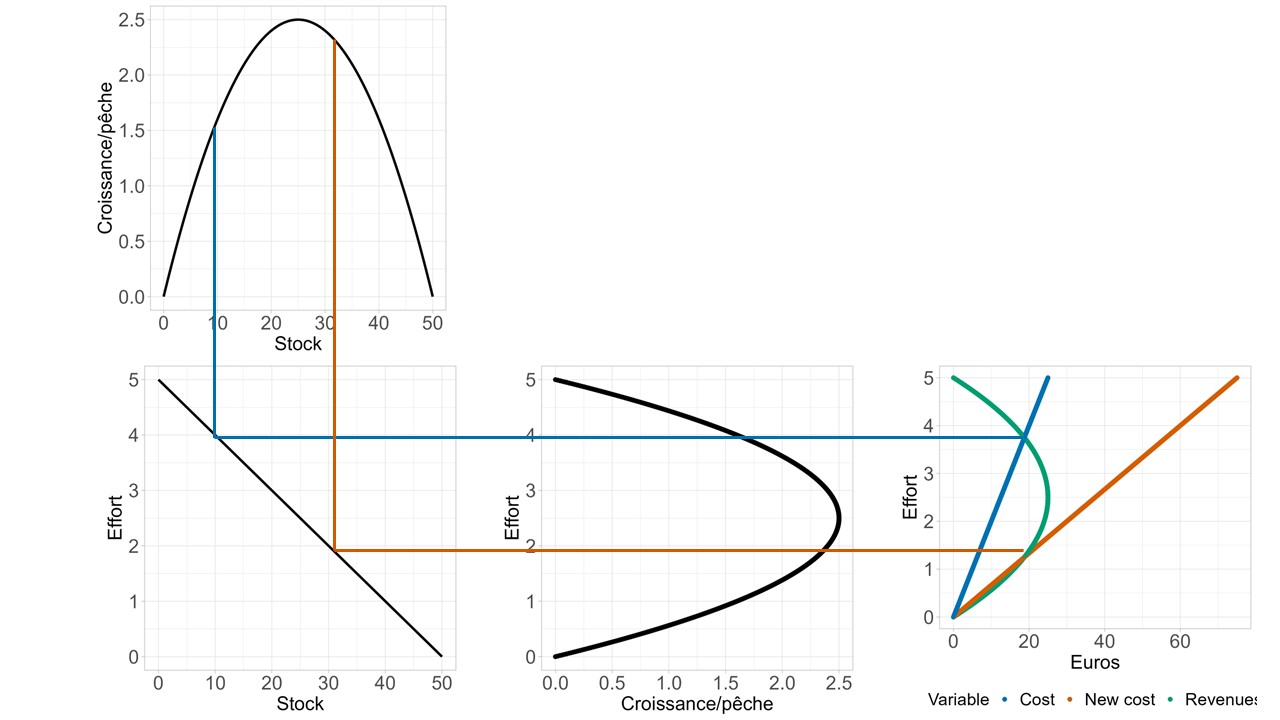 2.5
2.0
1.5
1.0
0.5
0.0
Croissance/pêche
0 10 20 30 40 50
Stock
5
4
3
2
1
0
Effort
0 10 20 30 40 50
Stock
5
4
3
2
1
0
Effort
0.0 0.5 1.0 1.5 2.0 2.5
Croissance/pêche
5
4
3
2
1
0
Effort
0 20 40 60
Euros
Variable Cost New cost Revenues